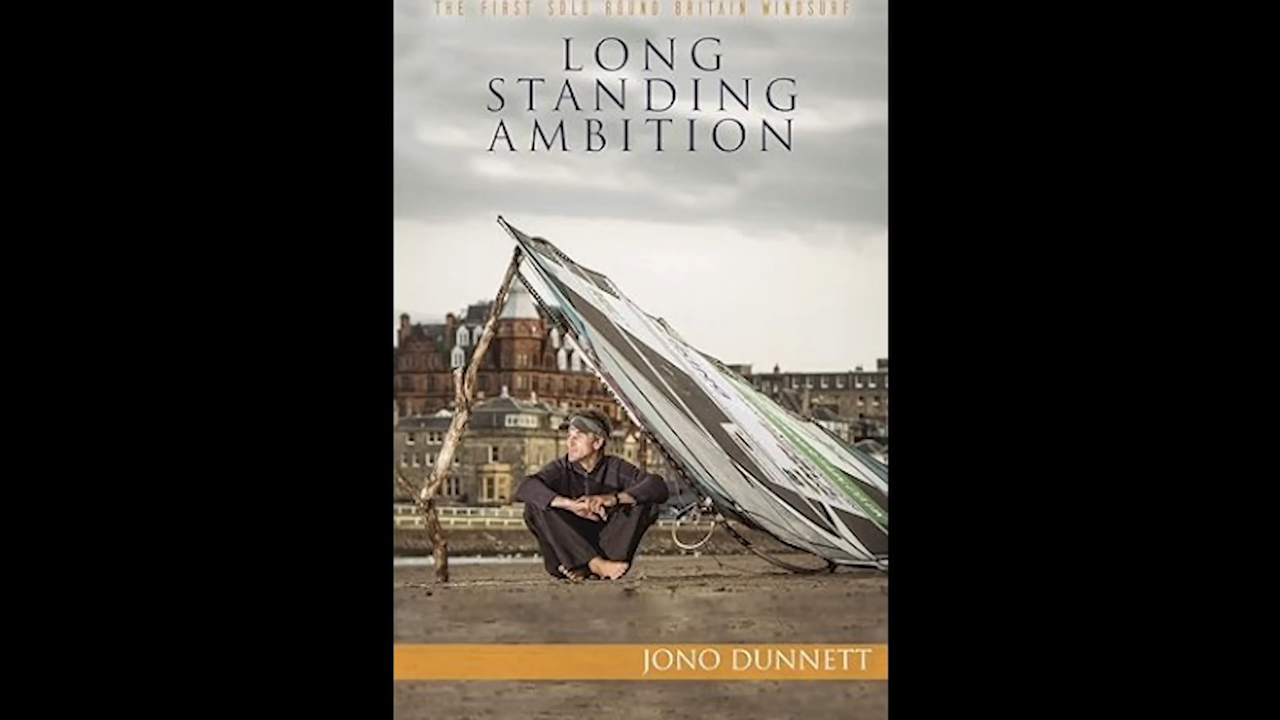 THE FIRST SOLO ROUND BRITAIN WINDSURF
LONG
STANDING
AMBITION
JONO DUNNETT